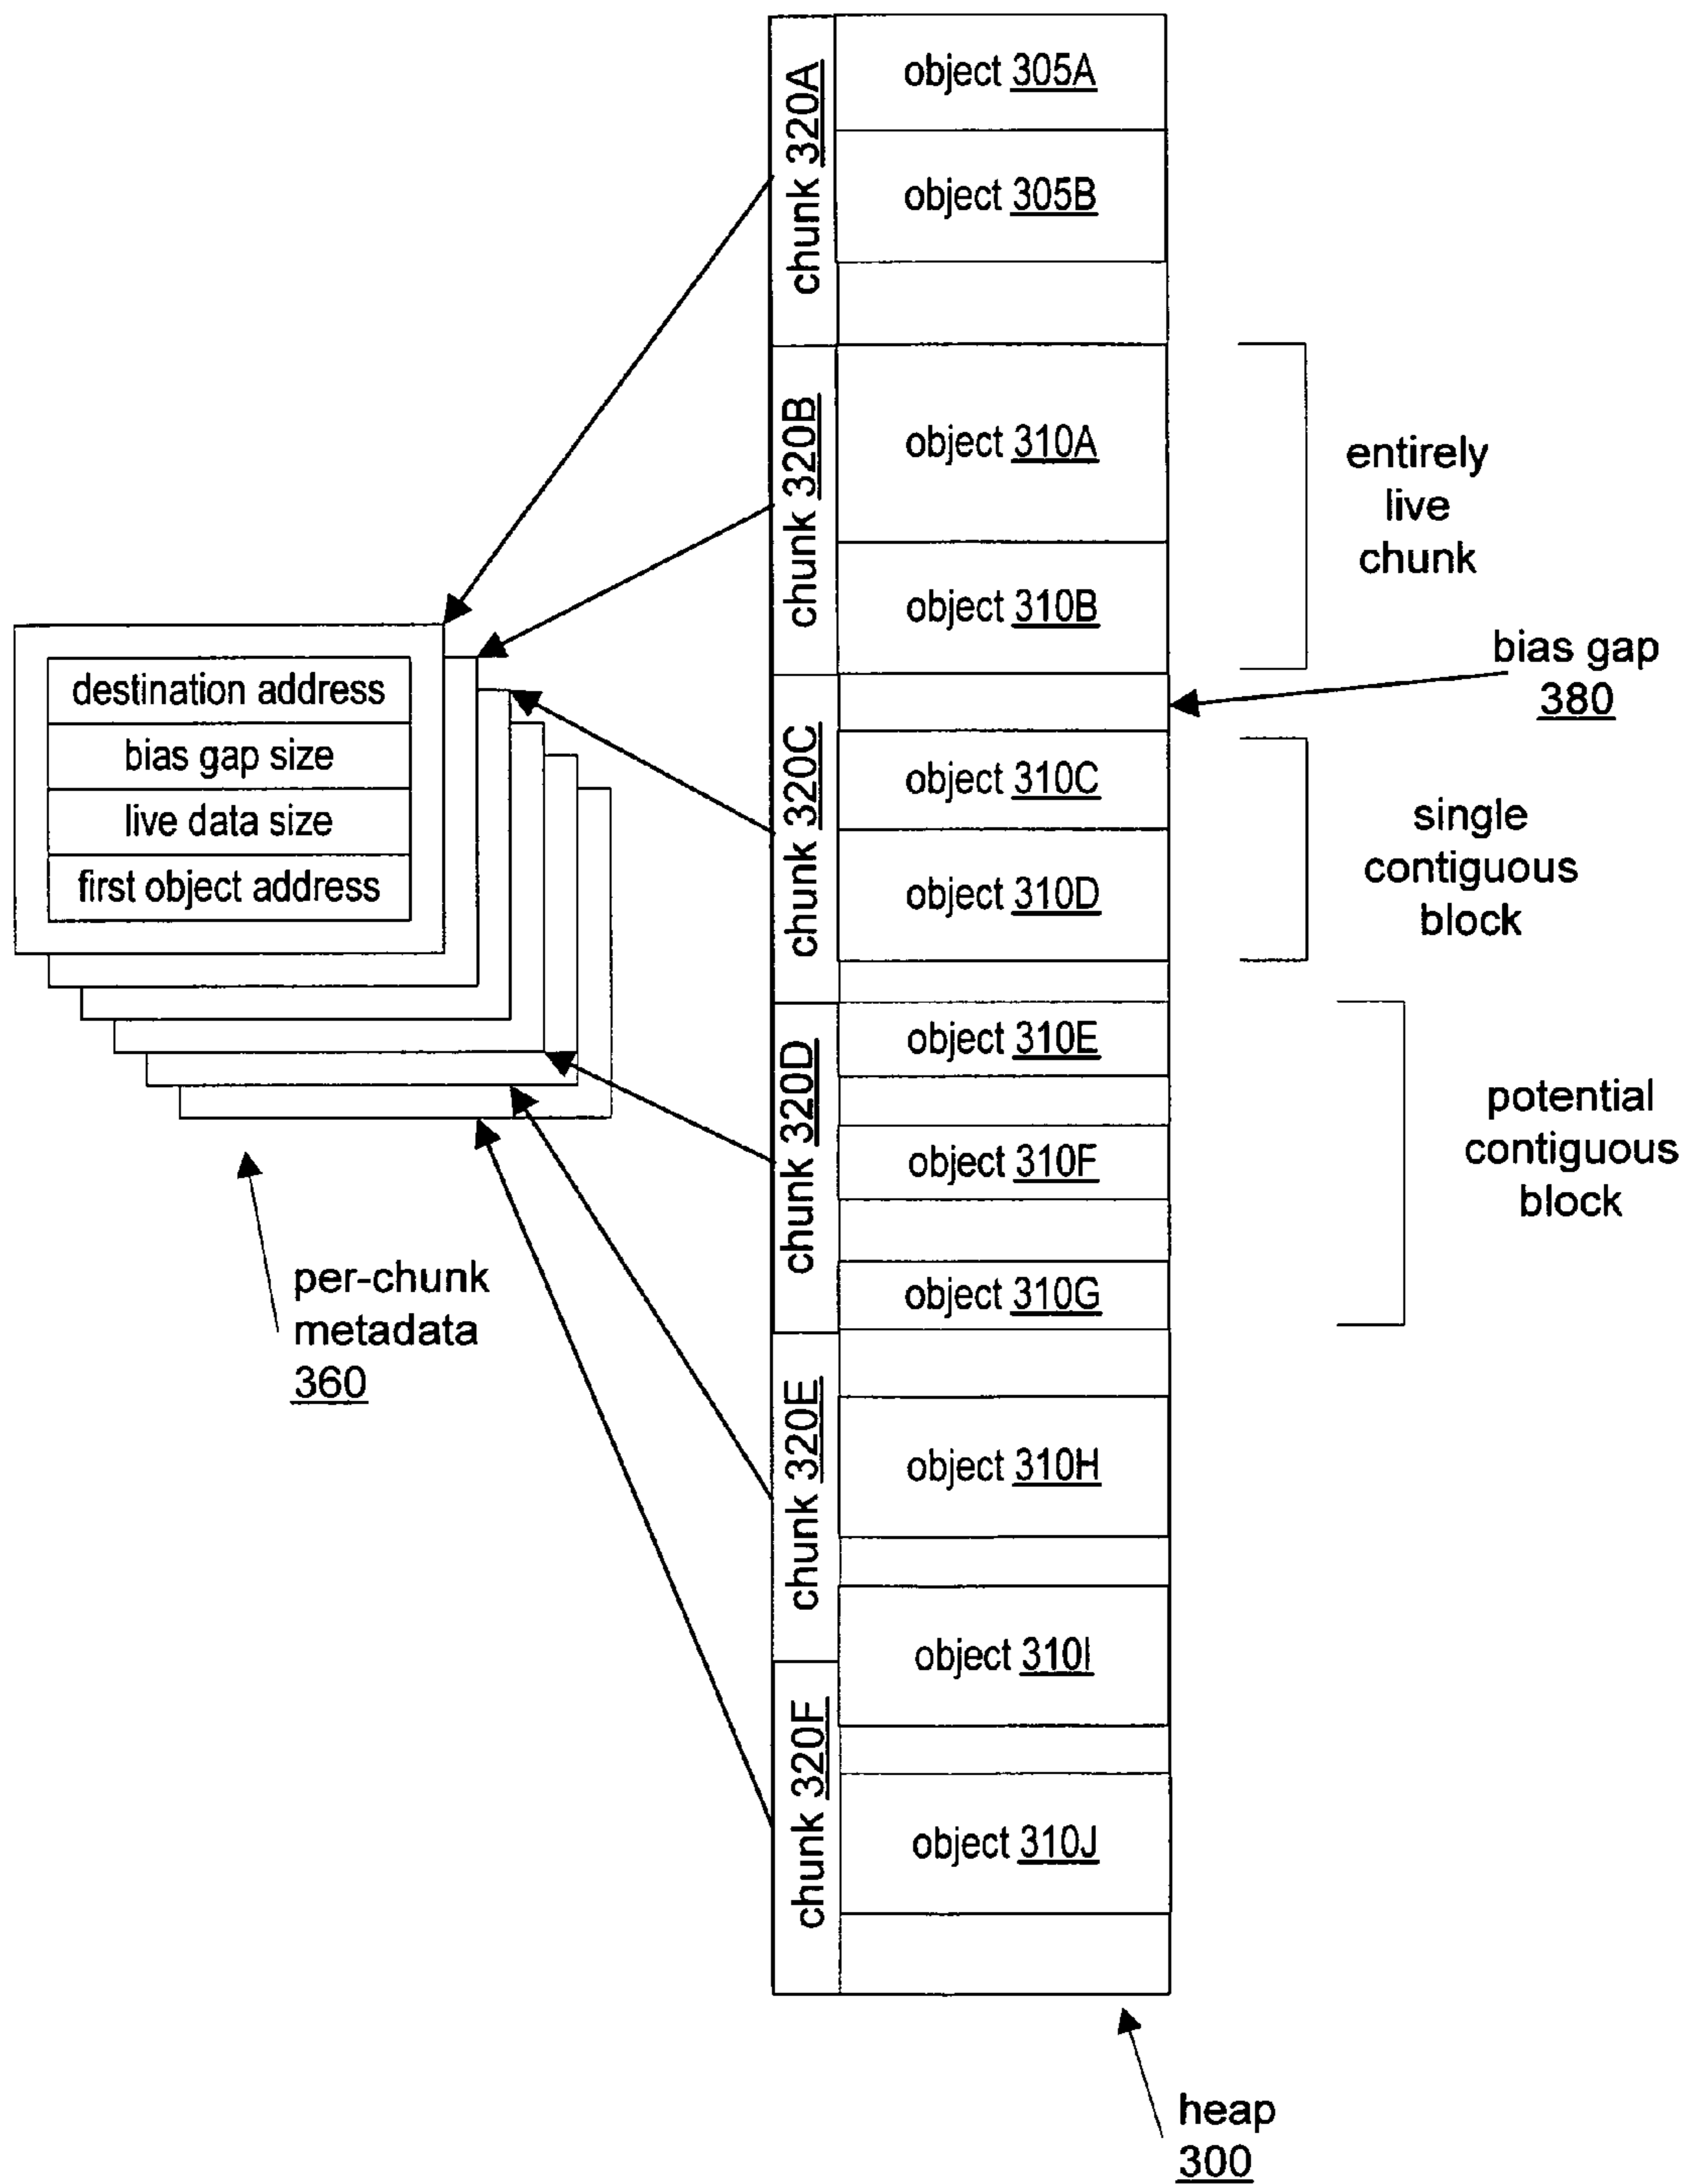 chunk 320A
object 305A
object 305B
chunk 320B
object 310A
object 310B
entirely
live
chunk
bias gap
380
destination address
bias gap size
live data size
first object address
chunk 320C
object 310C
object 310D
single
contiguous
block
chunk 320D
object 310E
object 310F
object 310G
potential
contiguous
block
per-chunk
metadata
360
chunk 320E
object 310H
object 310I
chunk 320F
object 310J
heap
300